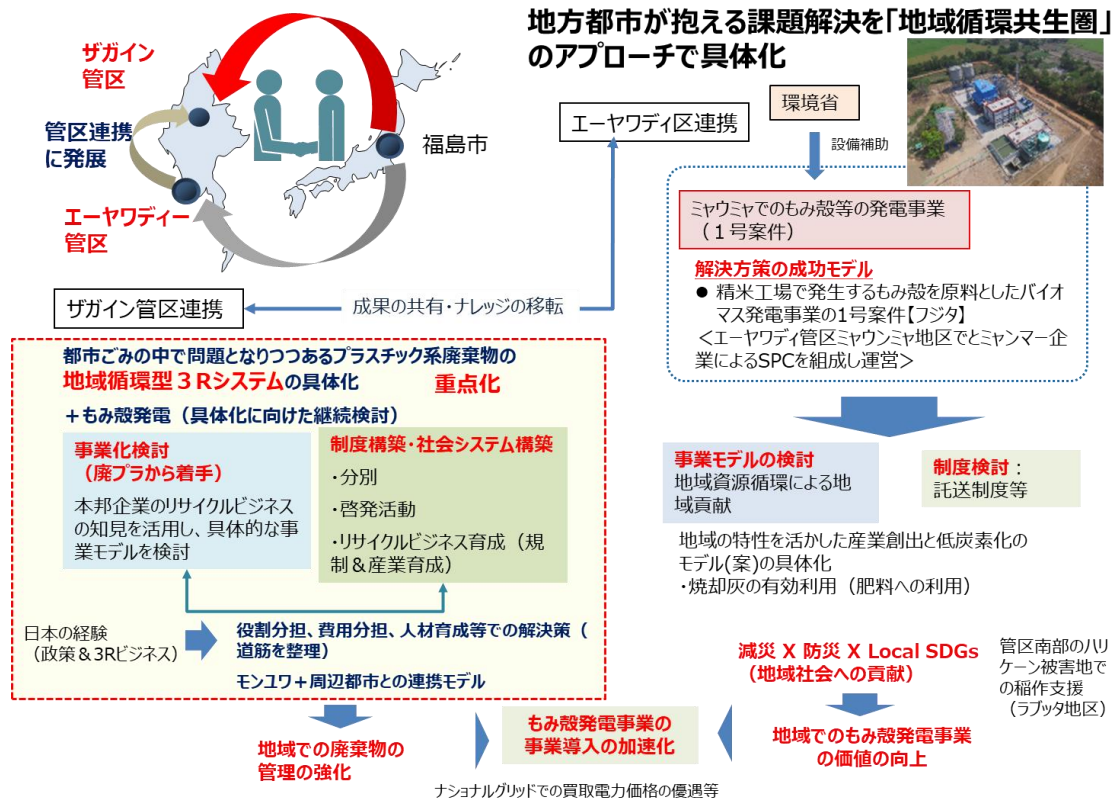 地方都市が抱える課題解決を「地域循環共生圏」
のアプローチで具体化
ザガイン
管区
管区連携
に発展
エーヤワディー
管区
福島市
エーヤワディ区連携
環境省
設備補助
ミャウミャでのもみ殻等の発電事業
（１号案件）
解決方策の成功モデル
● 精米工場で発生するもみ殻を原料としたバイオ
マス発電事業の1号案件【フジタ】
＜エーヤワディ管区ミャウンミャ地区でとミャンマー企
業によるSPCを組成し運営＞
ザガイン管区連携
成果の共有・ナレッジの移転
都市ごみの中で問題となりつつあるプラスチック系廃棄物の
地域循環型３Rシステムの具体化　重点化
＋もみ殻発電（具体化に向けた継続検討）
事業化検討
（廃プラから着手）
本邦企業のリサイクルビジネス
の知見を活用し、具体的な事
業モデルを検討
制度構築・社会システム構築
・分別
・啓発活動
・リサイクルビジネス育成（規
制＆産業育成）
日本の経験
（政策＆3Rビジネス）
役割分担、費用分担、人材育成等での解決策（
道筋を整理）
モンユワ＋周辺都市との連携モデル
事業モデルの検討
地域資源循環による地
域貢献
制度検討：
託送制度等
地域の特性を活かした産業創出と低炭素化の
モデル(案）の具体化
・焼却灰の有効利用（肥料への利用）
減災 X 防災 X Local SDGs
（地域社会への貢献）
管区南部のハリ
ケーン被害地で
の稲作支援
（ラブッタ地区）
地域での廃棄物の
管理の強化
もみ殻発電事業の
事業導入の加速化
地域でのもみ殻発電事業
の価値の向上
ナショナルグリッドでの買取電力価格の優遇等